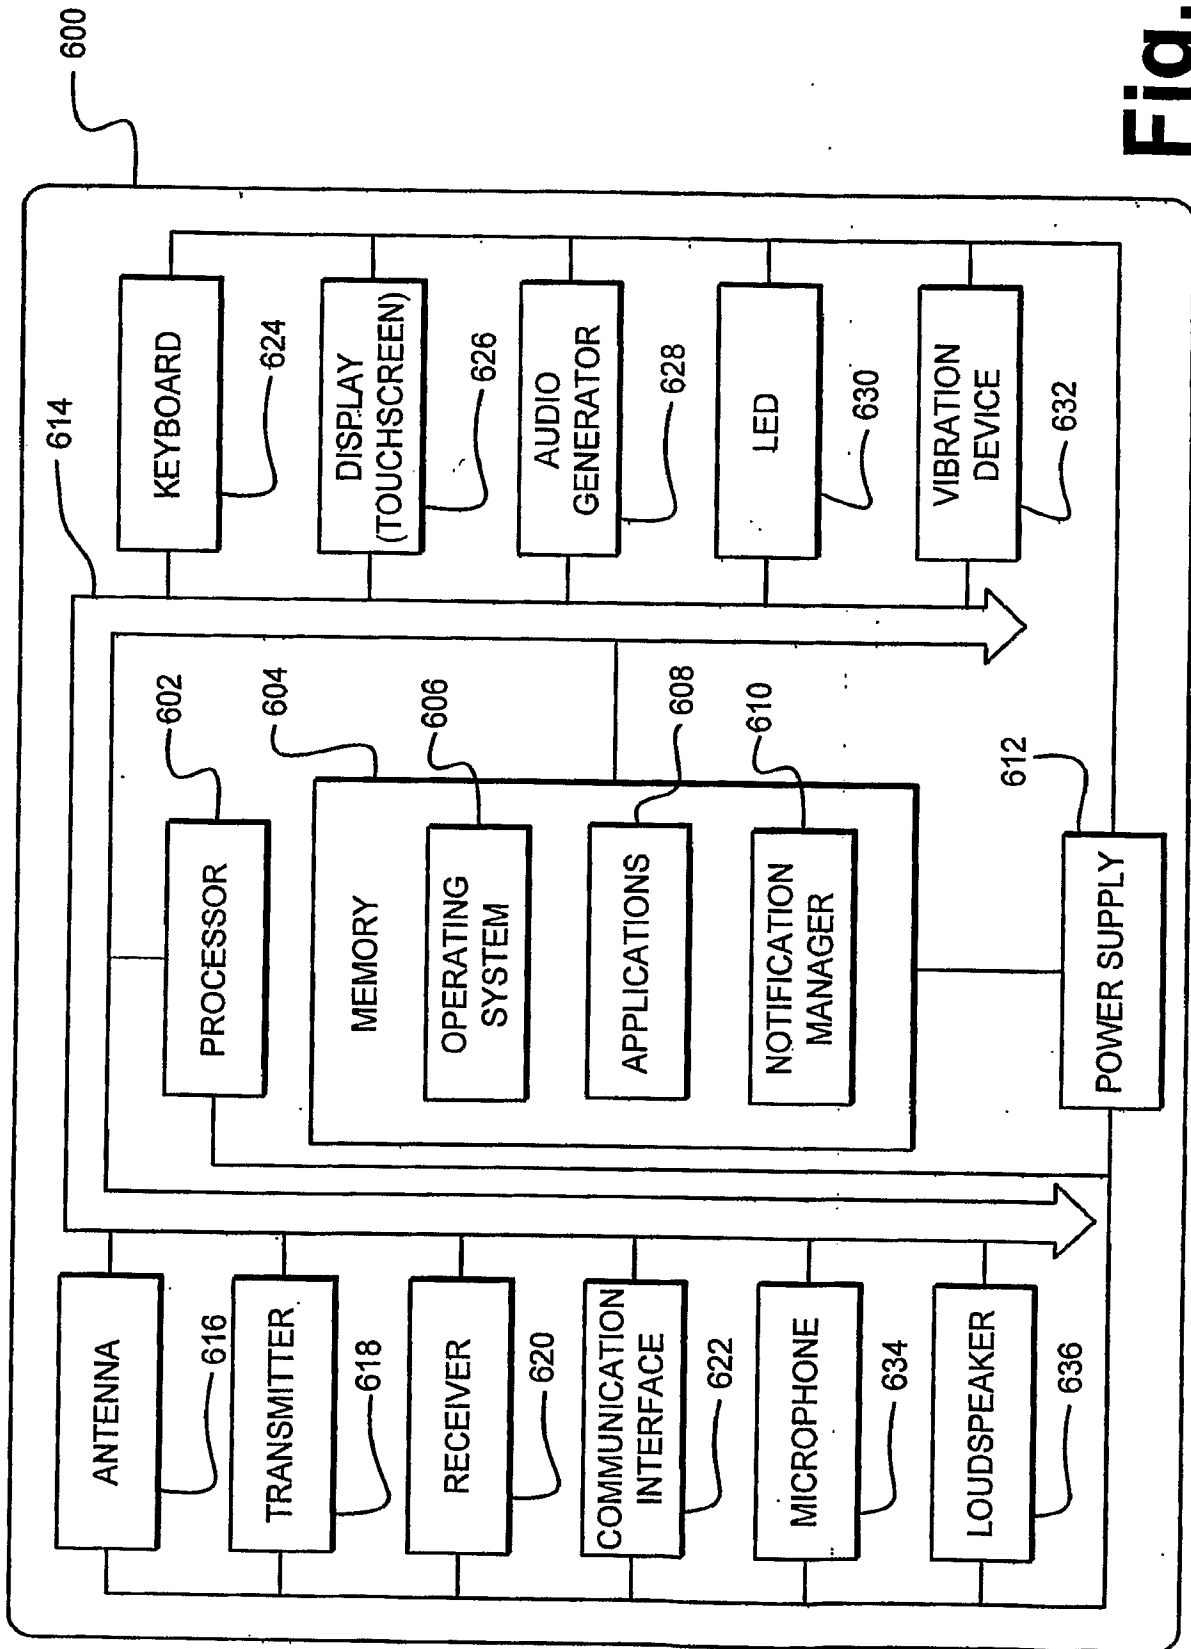 600
614
ANTENNA
616
TRANSMITTER
618
RECEIVER
620
COMMUNICATION
INTERFACE
622
MICROPHONE
634
LOUDSPEAKER
636
PROCESSOR
602
MEMORY
604
OPERATING
SYSTEM
606
APPLICATIONS
608
NOTIFICATION
MANAGER
610
POWER SUPPLY
612
KEYBOARD
624
DISPLAY
(TOUCHSCREEN)
626
AUDIO
GENERATOR
628
LED
630
VIBRATION
DEVICE
632
Fig.